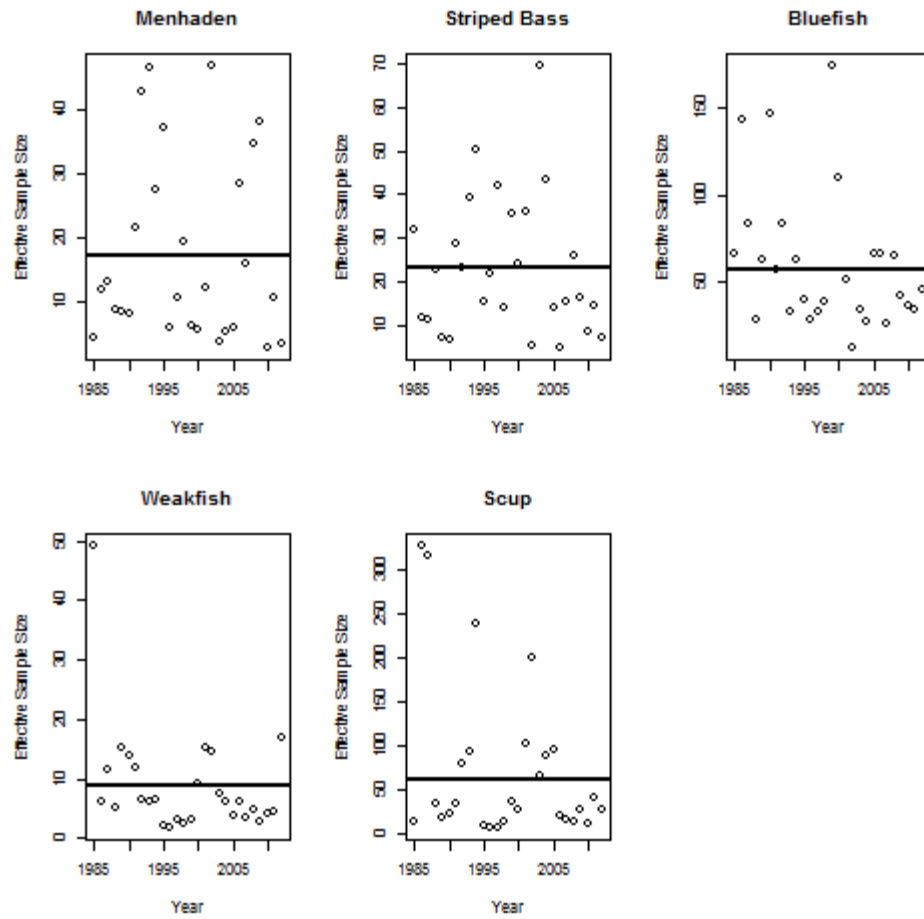 Menhaden
Effective Sample Size
10 20 30 40
1985 1995 2005
Year
Striped Bass
Effective Sample Size
10 20 30 40 50 60 70
1985 1995 2005
Year
Bluefish
Effective Sample Size
50 100 150
1985 1995 2005
Year
Weakfish
Effective Sample Size
0 10 20 30 40 50
1985 1995 2005
Year
Scup
Effective Sample Size
0 50 100 150 200 250 300
1985 1995 2005
Year